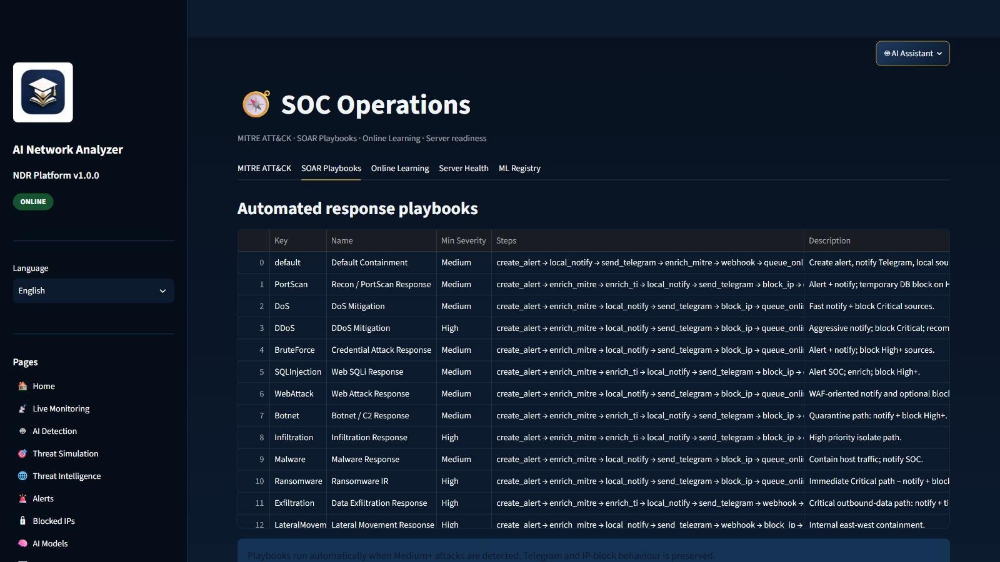 AI Assistant
AI Network Analyzer
NDR Platform v1.0.0
ONLINE
Language
English
Pages
Home
Live Monitoring
AI Detection
Threat Simulation
Threat Intelligence
Alerts
Blocked IPs
AI Models
SOC Operations
MITRE ATT&CK · SOAR Playbooks · Online Learning · Server readiness
MITRE ATT&CK SOAR Playbooks Online Learning Server Health ML Registry
Automated response playbooks
Key Name Min Severity Steps Description
0 default Default Containment Medium create_alert → local_notify → send_telegram → enrich_mitre → webhook → queue_onl Create alert, notify Telegram, local sou
1 PortScan Recon / PortScan Response Medium create_alert → enrich_mitre → enrich_ti → local_notify → send_telegram → block_ip → Alert + notify; temporary DB block on H
2 DoS DoS Mitigation Medium create_alert → enrich_mitre → local_notify → send_telegram → block_ip → queue_onli Fast notify + block Critical sources.
3 DDoS DDoS Mitigation High create_alert → enrich_mitre → local_notify → send_telegram → block_ip → queue_onli Aggressive notify; block Critical; recom
4 BruteForce Credential Attack Response Medium create_alert → enrich_mitre → local_notify → send_telegram → block_ip → queue_onli Alert + notify; block High+ sources.
5 SQLInjection Web SQLi Response Medium create_alert → enrich_mitre → enrich_ti → local_notify → send_telegram → block_ip → Alert SOC; enrich; block High+.
6 WebAttack Web Attack Response Medium create_alert → enrich_mitre → local_notify → send_telegram → block_ip → queue_onli WAF-oriented notify and optional block
7 Botnet Botnet / C2 Response Medium create_alert → enrich_mitre → enrich_ti → local_notify → send_telegram → block_ip → Quarantine path: notify + block High+.
8 Infiltration Infiltration Response High create_alert → enrich_mitre → enrich_ti → local_notify → send_telegram → block_ip → High priority isolate path.
9 Malware Malware Response Medium create_alert → enrich_mitre → local_notify → send_telegram → block_ip → queue_onli Contain host traffic; notify SOC.
10 Ransomware Ransomware IR High create_alert → enrich_mitre → local_notify → send_telegram → block_ip → queue_onli Immediate Critical path – notify + block
11 Exfiltration Data Exfiltration Response High create_alert → enrich_mitre → enrich_ti → local_notify → send_telegram → webhook → Critical outbound-data path: notify + ti
12 LateralMovem Lateral Movement Response High create_alert → enrich_mitre → local_notify → send_telegram → webhook → block_ip → Internal east-west containment.
Playbooks run automatically when Medium+ attacks are detected. Telegram and IP-block behaviour is preserved.